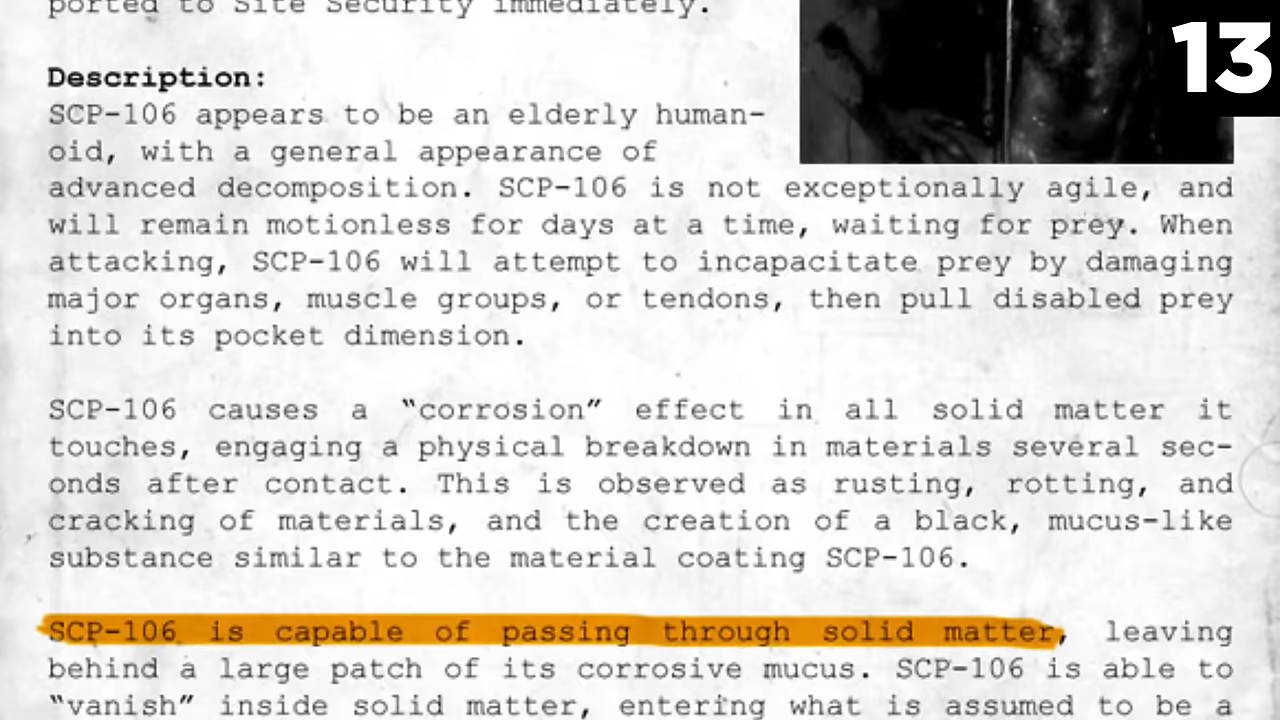 ported to Site Security immediately.
13
Description:
SCP-106 appears to be an elderly human-
oid, with a general appearance of
advanced decomposition. SCP-106 is not exceptionally agile, and
will remain motionless for days at a time, waiting for prey. When
attacking, SCP-106 will attempt to incapacitate prey by damaging
major organs, muscle groups, or tendons, then pull disabled prey
into its pocket dimension.
SCP-106 causes a “corrosion” effect in all solid matter it
touches, engaging a physical breakdown in materials several sec-
onds after contact. This is observed as rusting, rotting, and
cracking of materials, and the creation of a black, mucus-like
substance similar to the material coating SCP-106.
SCP-106 is capable of passing through solid matter, leaving
behind a large patch of its corrosive mucus. SCP-106 is able to
“vanish” inside solid matter, entering what is assumed to be a